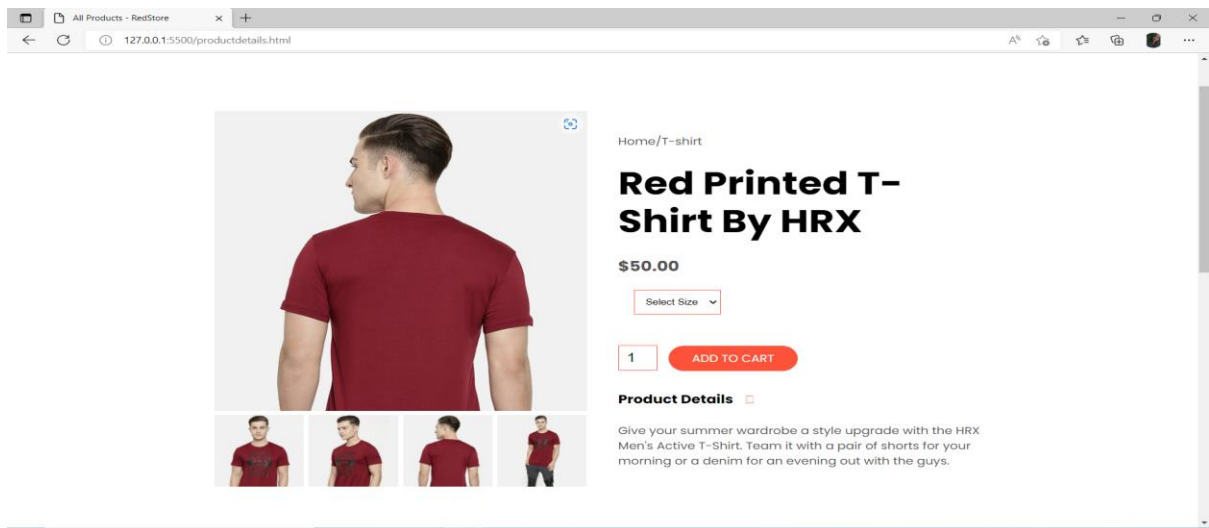 All Products - RedStore
127.0.0.1:5500/productdetails.html
Home/T-shirt
Red Printed T-
Shirt By HRX
$50.00
Select Size
1
ADD TO CART
Product Details
Give your summer wardrobe a style upgrade with the HRX
Men's Active T-Shirt. Team it with a pair of shorts for your
morning or a denim for an evening out with the guys.